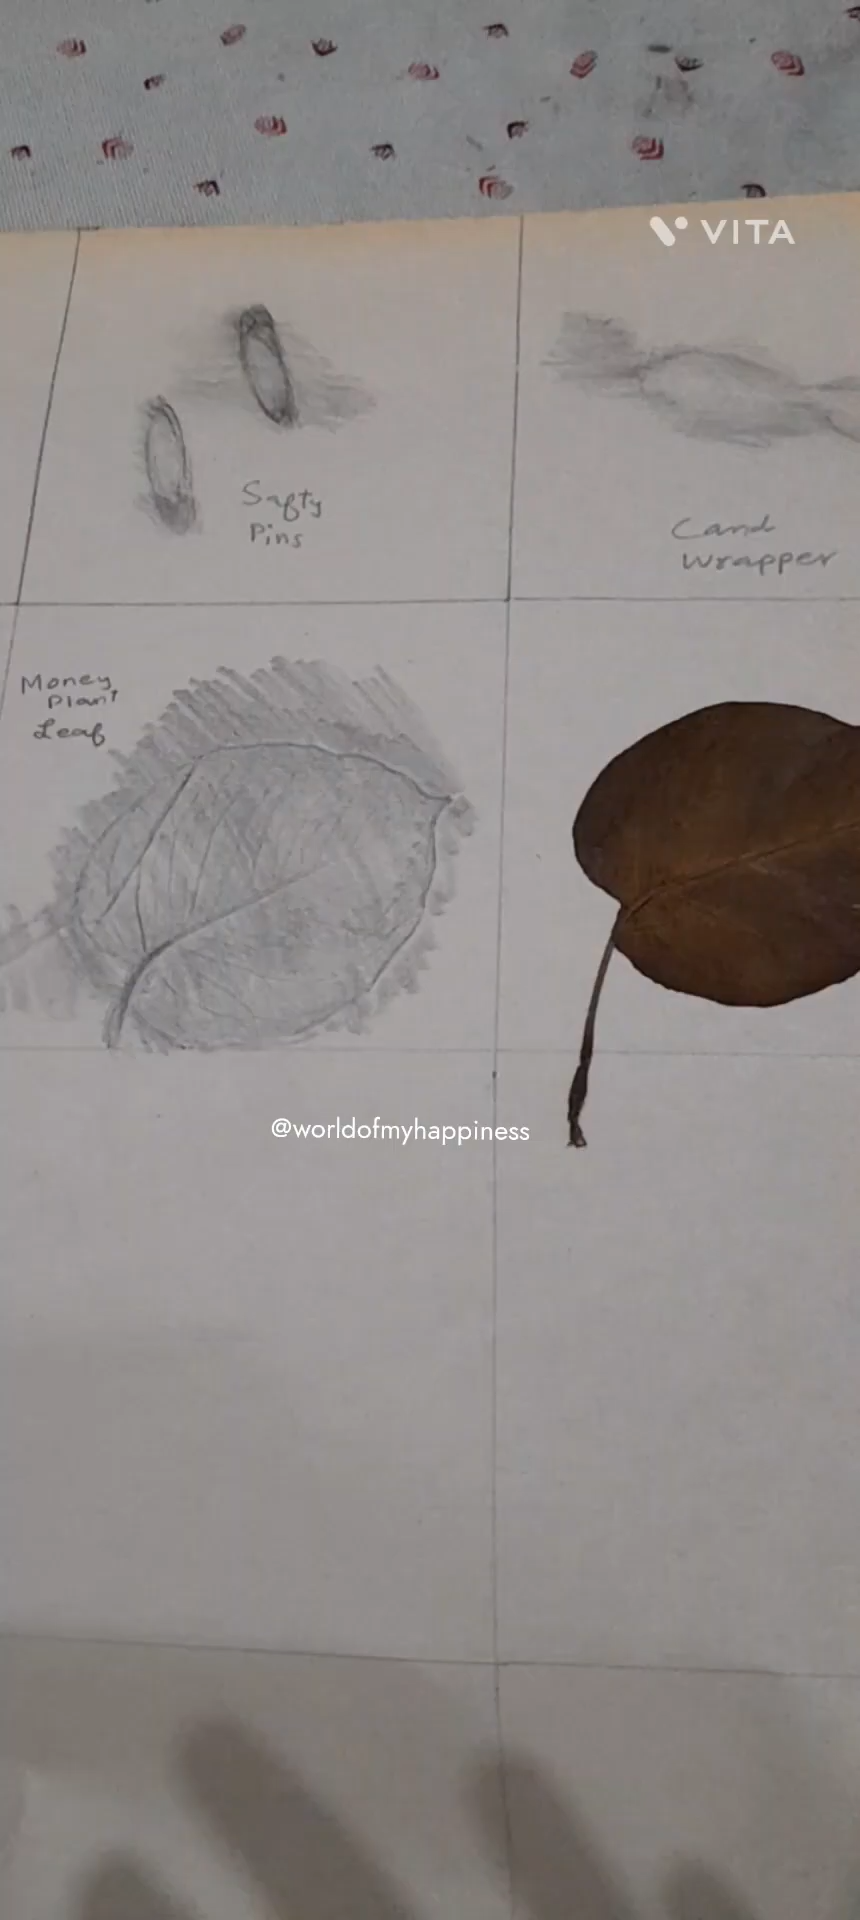 VITA
Safty
Pins
Cand
Wrapper
Money
Plant
Leaf
@worldofmyhappiness